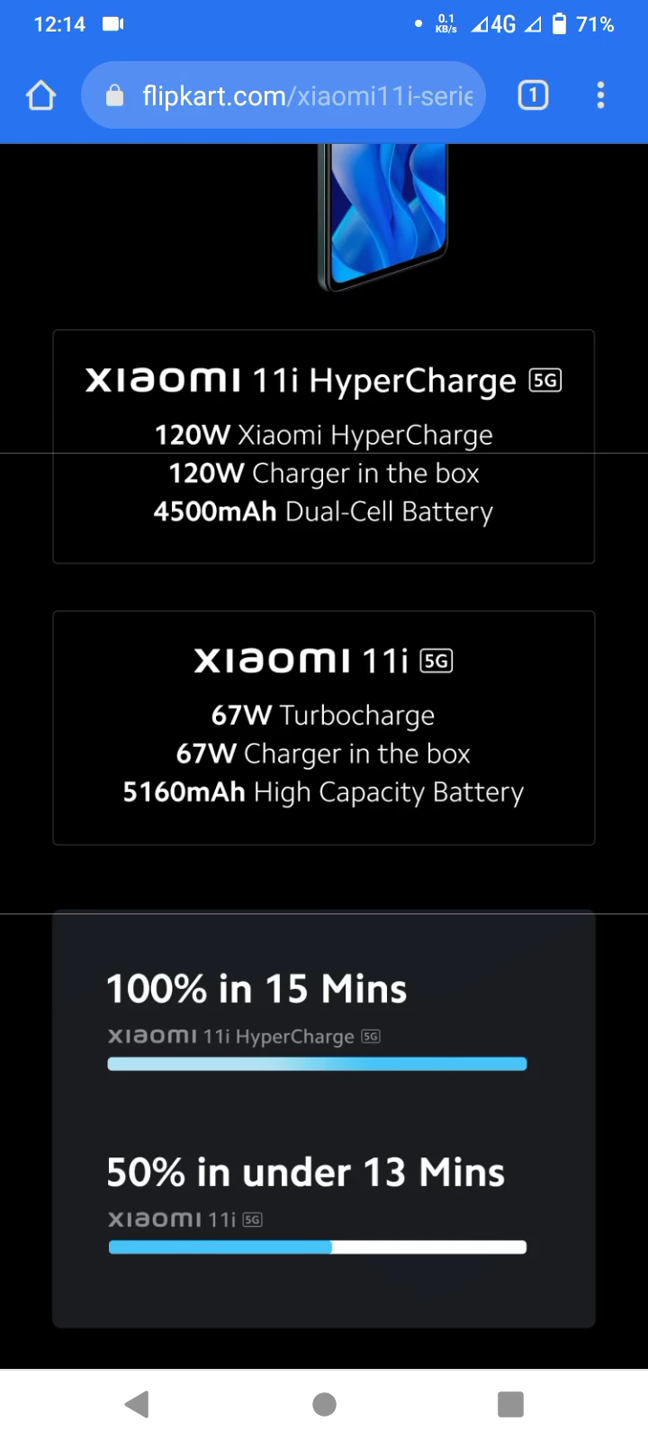 12:14
0.1
KB/s
4G
71%
flipkart.com/xiaomi11i-serie
1
xiaomi 11i HyperCharge 5G
120W Xiaomi HyperCharge
120W Charger in the box
4500mAh Dual-Cell Battery
xiaomi 11i 5G
67W Turbocharge
67W Charger in the box
5160mAh High Capacity Battery
100% in 15 Mins
xiaomi 11i HyperCharge 5G
50% in under 13 Mins
xiaomi 11i 5G